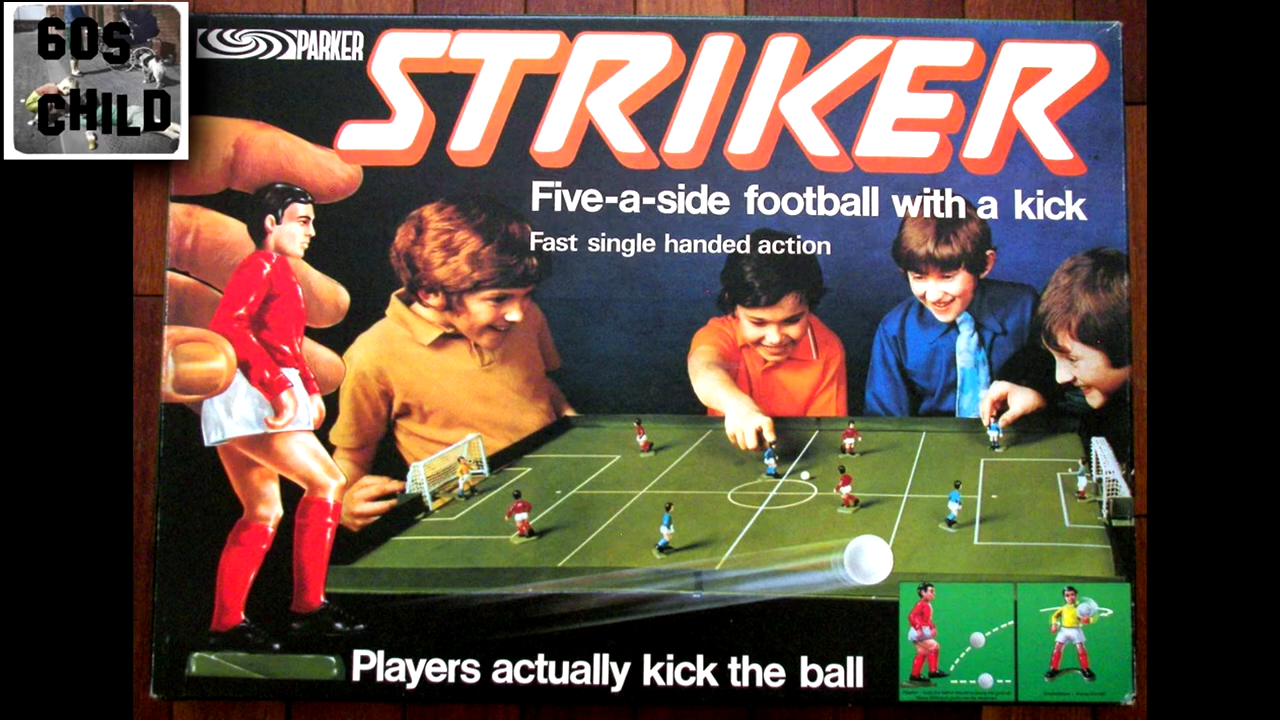 60S
CHILD
PARKER
STRIKER
Five-a-side football with a kick
Fast single handed action
Players actually kick the ball